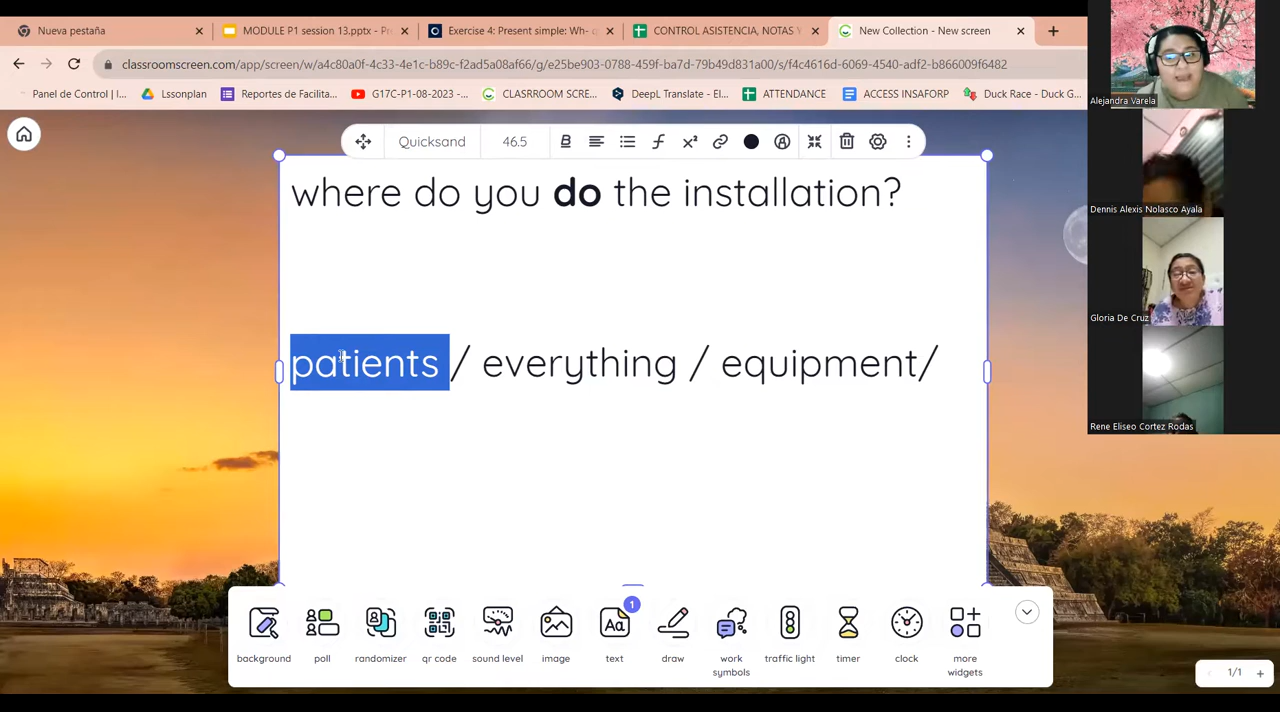 Nueva pestaña
MODULE P1 session 13.pptx - Pr
Exercise 4: Present simple: Wh- q
CONTROL ASISTENCIA, NOTAS Y
New Collection - New screen
classroomscreen.com/app/screen/w/a4c80a0f-4c33-4e1c-b89c-f2ad5a08af66/g/e25be903-0788-459f-ba7d-79b49d831a00/s/f4c4616d-6069-4540-adf2-b866009f6482
Panel de Control | I...
Lssonplan
Reportes de Facilita...
G17C-P1-08-2023 -...
CLASRROOM SCRE...
DeepL Translate - El...
ATTENDANCE
ACCESS INSAFORP
Duck Race - Duck G...
Quicksand
46.5
where do you do the installation?
patients / everything / equipment/
background
poll
randomizer
qr code
sound level
image
1
Aa
text
draw
work symbols
traffic light
timer
clock
more widgets
1/1
Alejandra Varela
Dennis Alexis Nolasco Ayala
Gloria De Cruz
Rene Eliseo Cortez Rodas